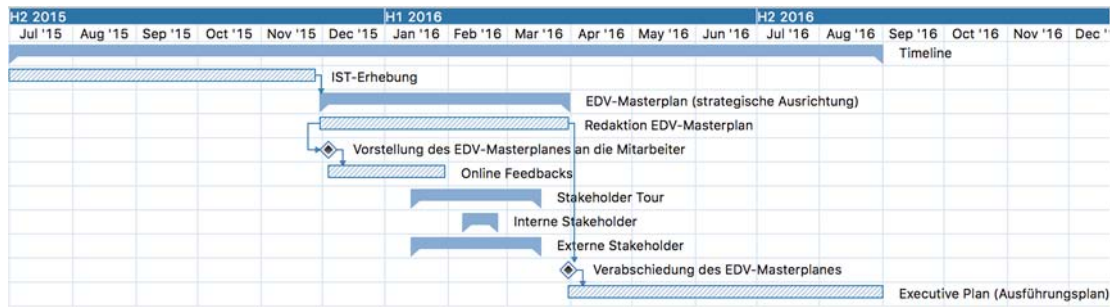 H2 2015 H1 2016 H2 2016
Jul '15 Aug '15 Sep '15 Oct '15 Nov '15 Dec '15 Jan '16 Feb '16 Mar '16 Apr '16 May '16 Jun '16 Jul '16 Aug '16 Sep '16 Oct '16 Nov '16 Dec '
Timeline
IST-Erhebung
EDV-Masterplan (strategische Ausrichtung)
Redaktion EDV-Masterplan
Vorstellung des EDV-Masterplanes an die Mitarbeiter
Online Feedbacks
Stakeholder Tour
Interne Stakeholder
Externe Stakeholder
Verabschiedung des EDV-Masterplanes
Executive Plan (Ausführungsplan)